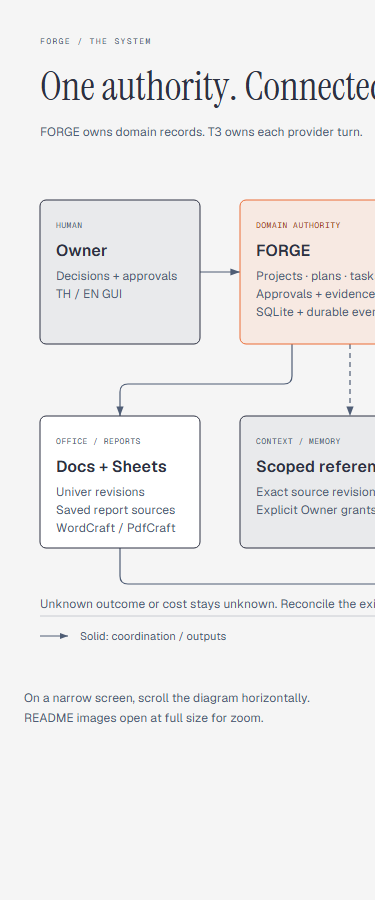 FORGE / THE SYSTEM
One authority. Connected
FORGE owns domain records. T3 owns each provider turn.
HUMAN
Owner
Decisions + approvals
TH / EN GUI
DOMAIN AUTHORITY
FORGE
Projects · plans · task
Approvals + evidence
SQLite + durable even
OFFICE / REPORTS
Docs + Sheets
Univer revisions
Saved report sources
WordCraft / PdfCraft
CONTEXT / MEMORY
Scoped referen
Exact source revision
Explicit Owner grants
Unknown outcome or cost stays unknown. Reconcile the exi
Solid: coordination / outputs
On a narrow screen, scroll the diagram horizontally.
README images open at full size for zoom.